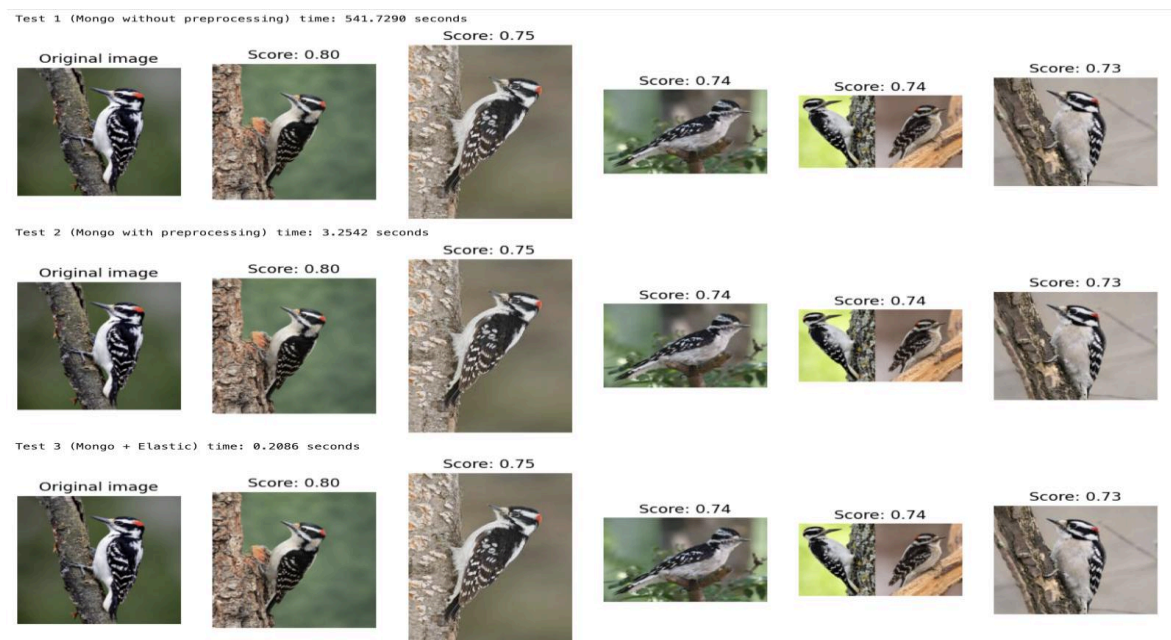 Test 1 (Mongo without preprocessing) time: 541.7290 seconds
Original image
Score: 0.80
Score: 0.75
Score: 0.74
Score: 0.74
Score: 0.73
Test 2 (Mongo with preprocessing) time: 3.2542 seconds
Original image
Score: 0.80
Score: 0.75
Score: 0.74
Score: 0.74
Score: 0.73
Test 3 (Mongo + Elastic) time: 0.2086 seconds
Original image
Score: 0.80
Score: 0.75
Score: 0.74
Score: 0.74
Score: 0.73